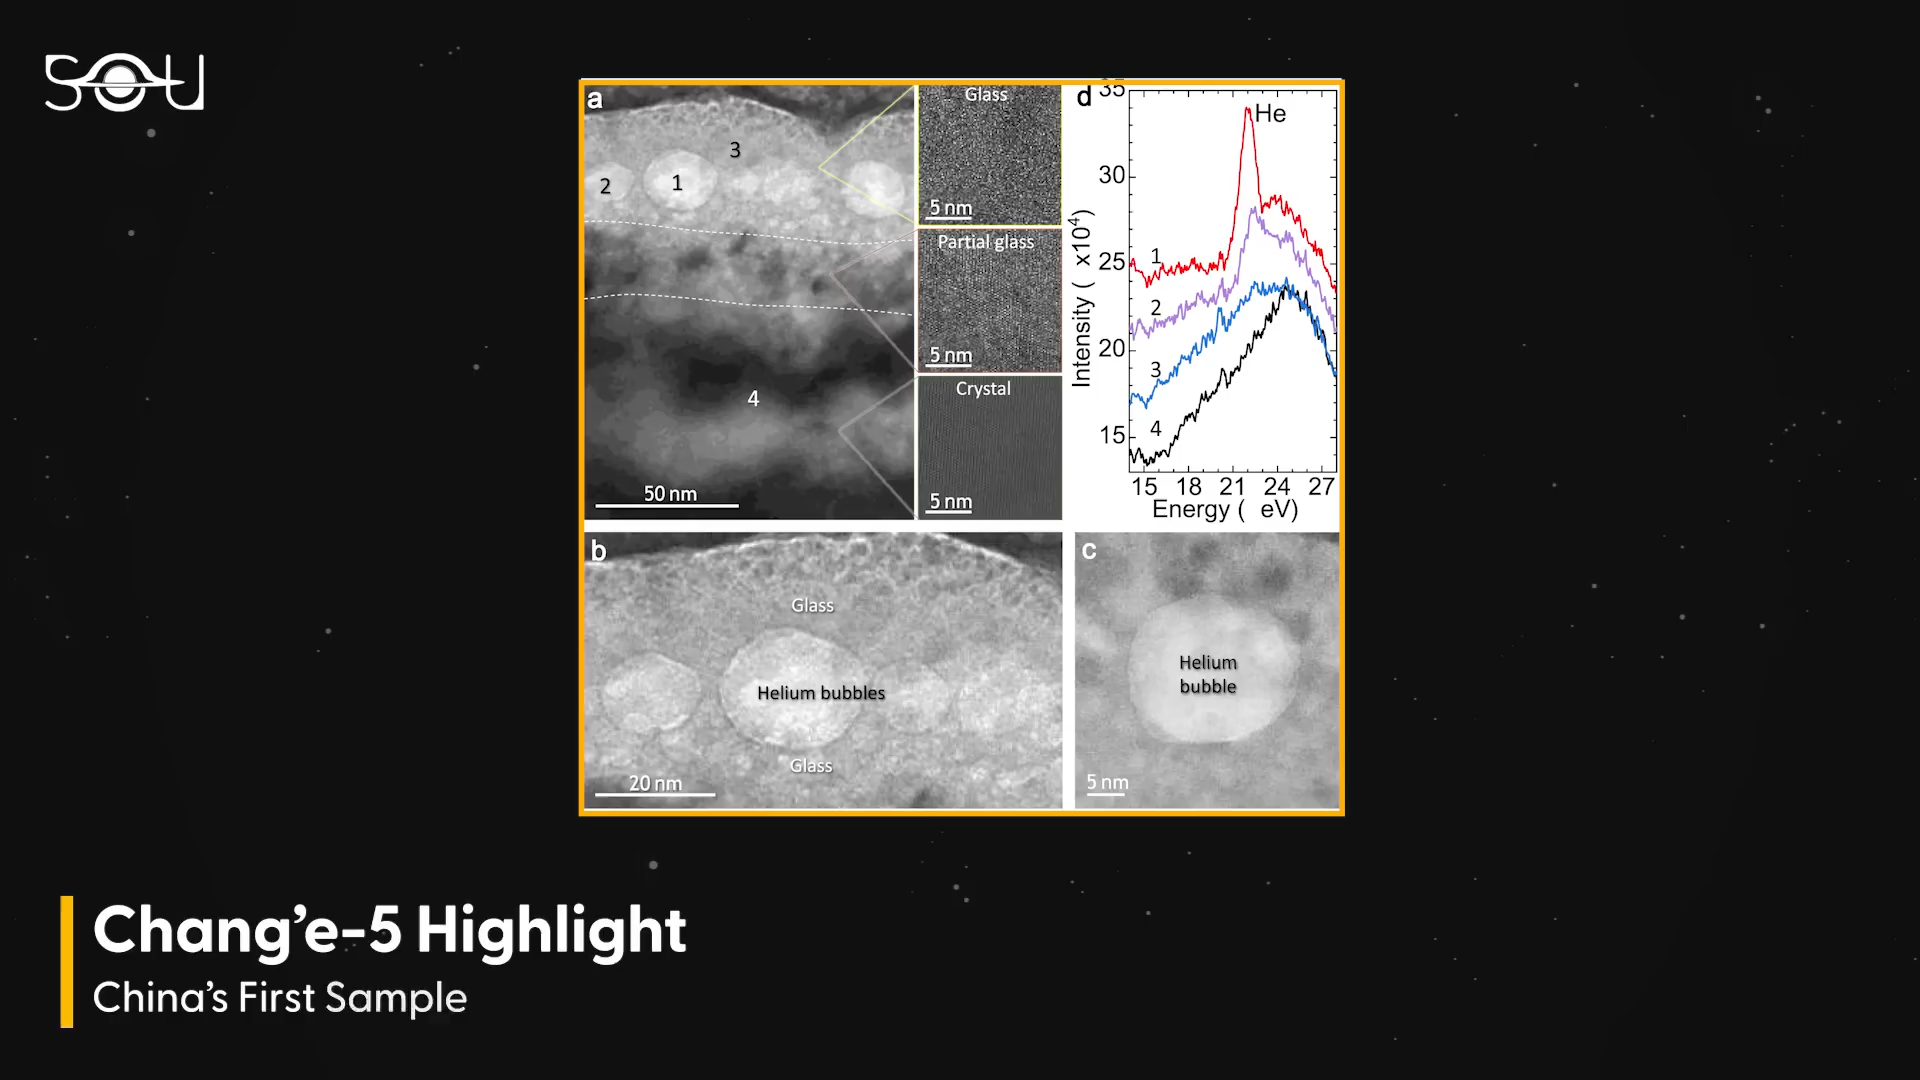 SOU
a
3
2
1
4
50 nm
Glass
5 nm
Partial glass
5 nm
Crystal
5 nm
d
He
35
30
25
20
15
Intensity ( x10⁴)
1
2
3
4
15 18 21 24 27
Energy ( eV)
b
Glass
Helium bubbles
Glass
20 nm
c
Helium
bubble
5 nm
Chang’e-5 Highlight
China’s First Sample